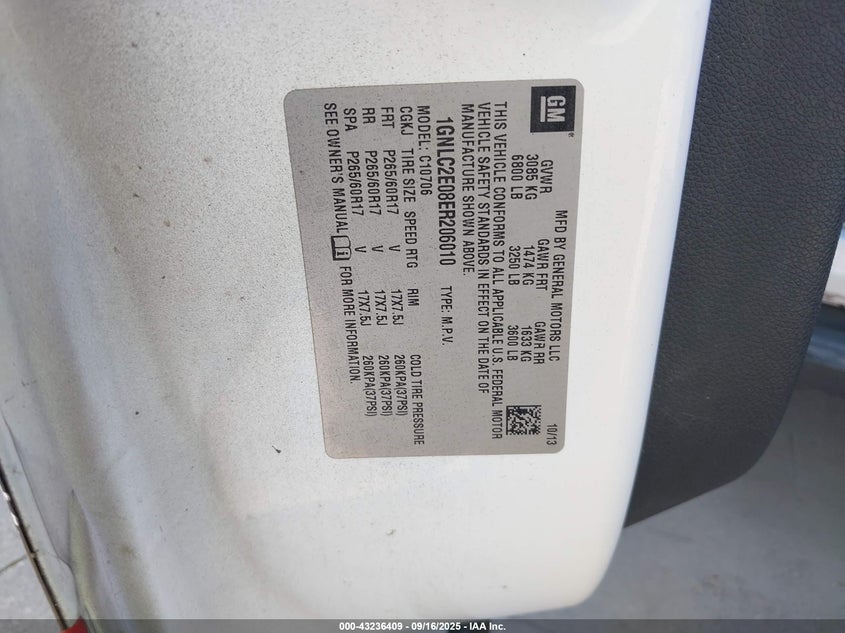 GM
MFD BY GENERAL MOTORS LLC 10/13
GVWR GAWR FRT GAWR RR
3085 KG 1474 KG 1633 KG
6800 LB 3250 LB 3600 LB
THIS VEHICLE CONFORMS TO ALL APPLICABLE U.S. FEDERAL MOTOR
VEHICLE SAFETY STANDARDS IN EFFECT ON THE DATE OF
MANUFACTURE SHOWN ABOVE.
1GNLC2E08ER206010 TYPE: M.P.V.
MODEL: C10706
CGKJ TIRE SIZE SPEED RTG RIM COLD TIRE PRESSURE
FRT P265/60R17 V 17X7.5J 260KPA(37PSI)
RR P265/60R17 V 17X7.5J 260KPA(37PSI)
SPA P265/60R17 V 17X7.5J 260KPA(37PSI)
SEE OWNER'S MANUAL FOR MORE INFORMATION.
000-43236409 - 09/16/2025 - IAA Inc.